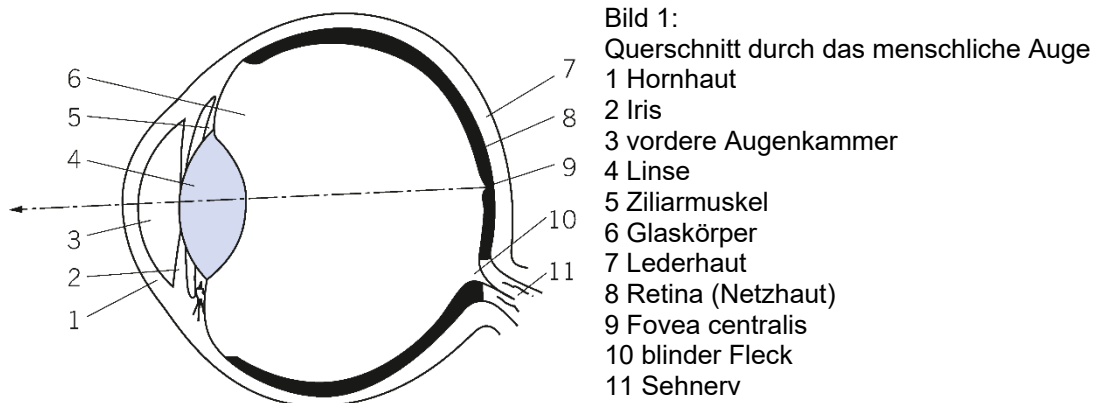 6
5
4
3
2
1
7
8
9
10
11
Bild 1:
Querschnitt durch das menschliche Auge
1 Hornhaut
2 Iris
3 vordere Augenkammer
4 Linse
5 Ziliarmuskel
6 Glaskörper
7 Lederhaut
8 Retina (Netzhaut)
9 Fovea centralis
10 blinder Fleck
11 Sehnerv